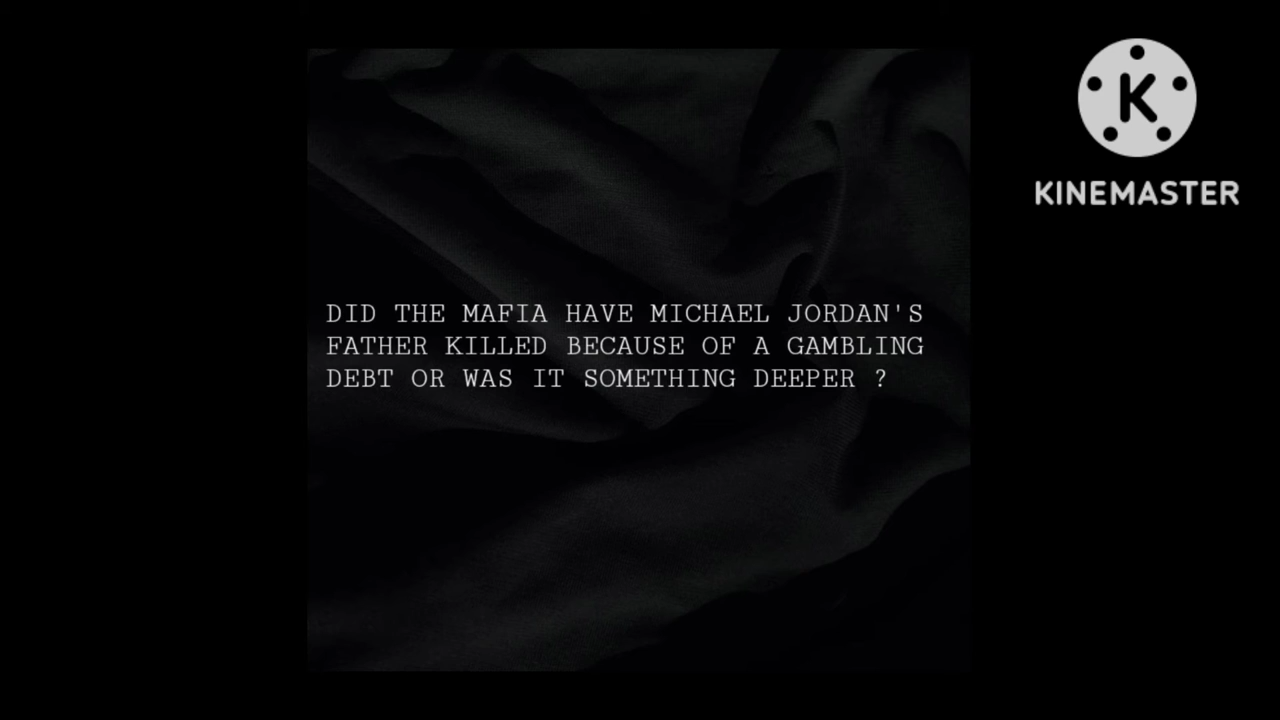 DID THE MAFIA HAVE MICHAEL JORDAN'S
FATHER KILLED BECAUSE OF A GAMBLING
DEBT OR WAS IT SOMETHING DEEPER ?
K
KINEMASTER